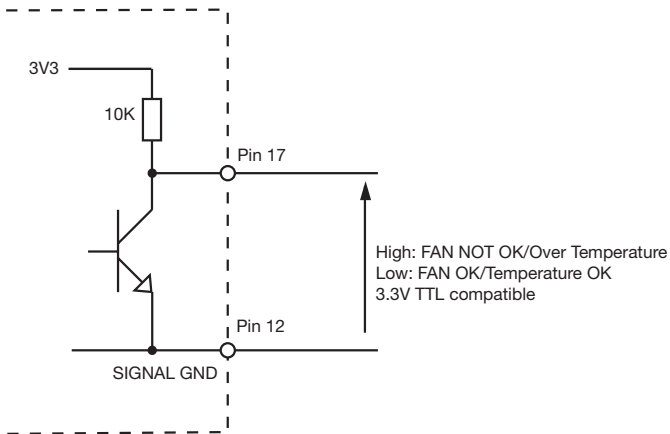 3V3
10K
Pin 17
High: FAN NOT OK/Over Temperature
Low: FAN OK/Temperature OK
3.3V TTL compatible
Pin 12
SIGNAL GND